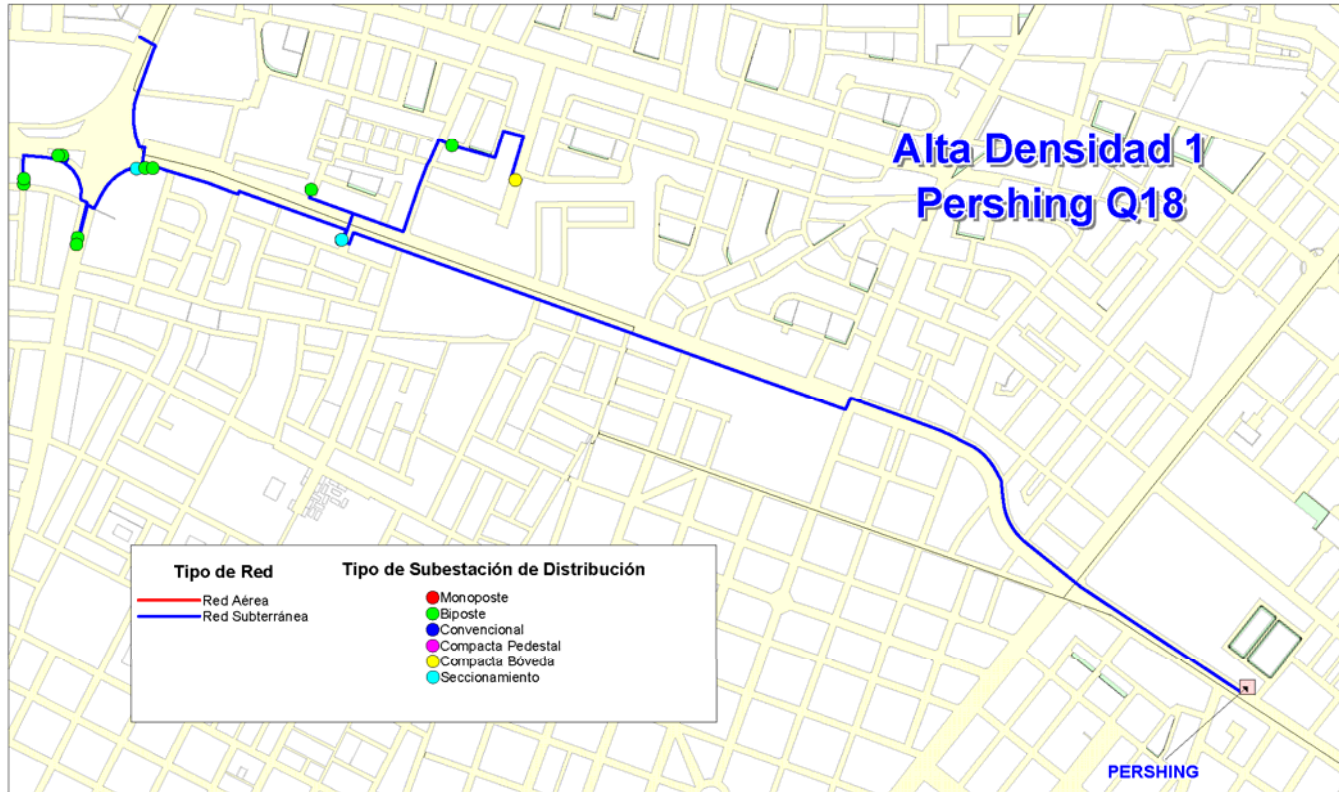 Alta Densidad 1
Pershing Q18
Tipo de Red
Red Aérea
Red Subterránea
Tipo de Subestación de Distribución
Monoposte
Biposte
Convencional
Compacta Pedestal
Compacta Bóveda
Seccionamiento
PERSHING